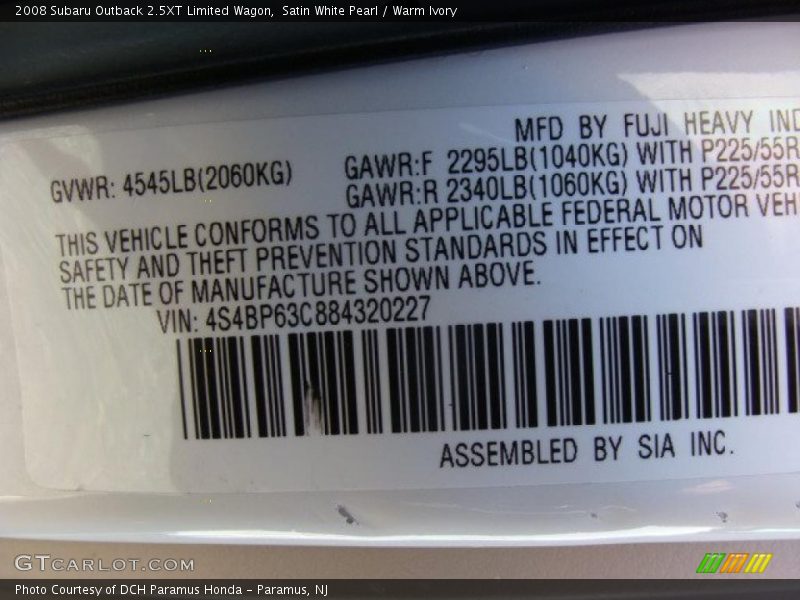 2008 Subaru Outback 2.5XT Limited Wagon,  Satin White Pearl / Warm Ivory
MFD BY FUJI HEAVY IND
GVWR: 4545LB(2060KG) GAWR:F 2295LB(1040KG) WITH P225/55R
GAWR:R 2340LB(1060KG) WITH P225/55R
THIS VEHICLE CONFORMS TO ALL APPLICABLE FEDERAL MOTOR VEH
SAFETY AND THEFT PREVENTION STANDARDS IN EFFECT ON
THE DATE OF MANUFACTURE SHOWN ABOVE.
VIN: 4S4BP63C884320227
ASSEMBLED BY SIA INC.
GTCARLOT.COM
Photo Courtesy of DCH Paramus Honda - Paramus, NJ